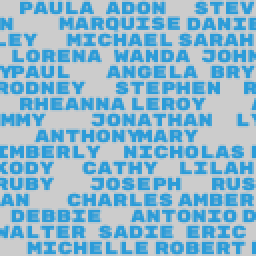 PAULA ADON STEV
N MARQUISE DANIE
LEY MICHAEL SARAH
LORENA WANDA JOHN
Y PAUL ANGELA BRY
RODNEY STEPHEN R
RHEANNA LEROY
MMY JONATHAN LY
ANTHONY MARY
IMBERLY NICHOLAS
KODY CATHY LILAH
RUBY JOSEPH RUS
AN CHARLES AMBER
DEBBIE ANTONIO D
WALTER SADIE ERIC
MICHELLE ROBERT